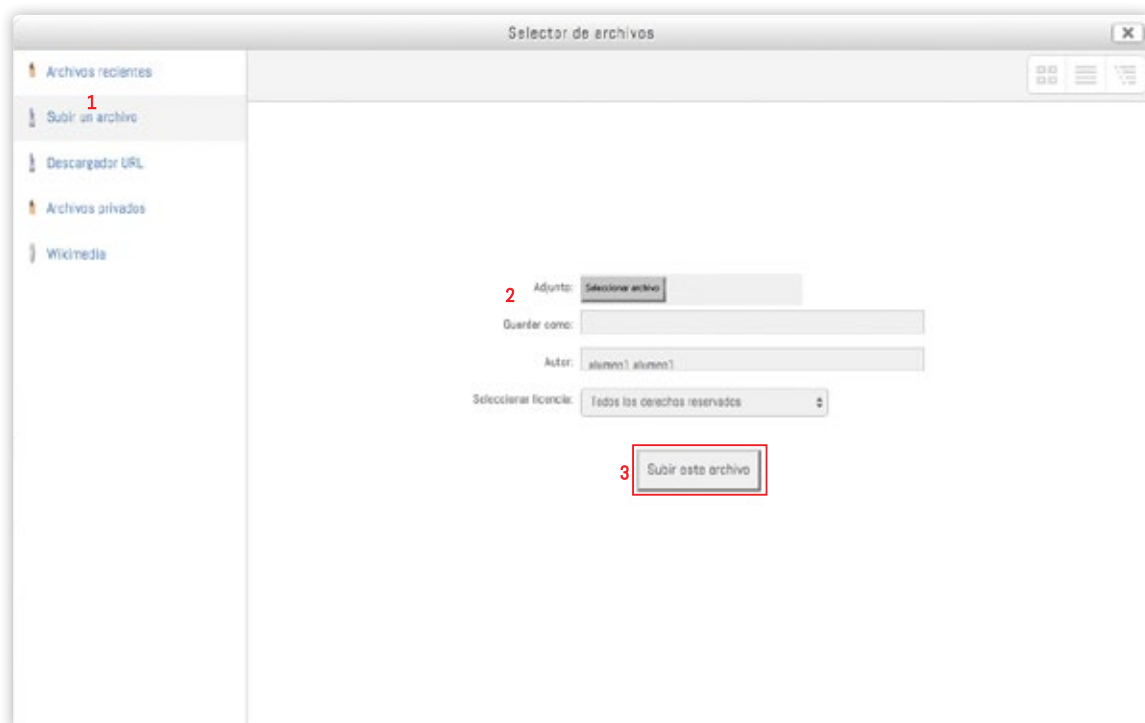 Selector de archivos
Archivos recientes
1
Subir un archivo
Descargador URL
Archivos privados
Wikimedia
2 Adjunto: Seleccionar archivo
Guardar como:
Autor: alumno1 alumno1
Seleccionar licencia: Todos los derechos reservados
3 Subir este archivo